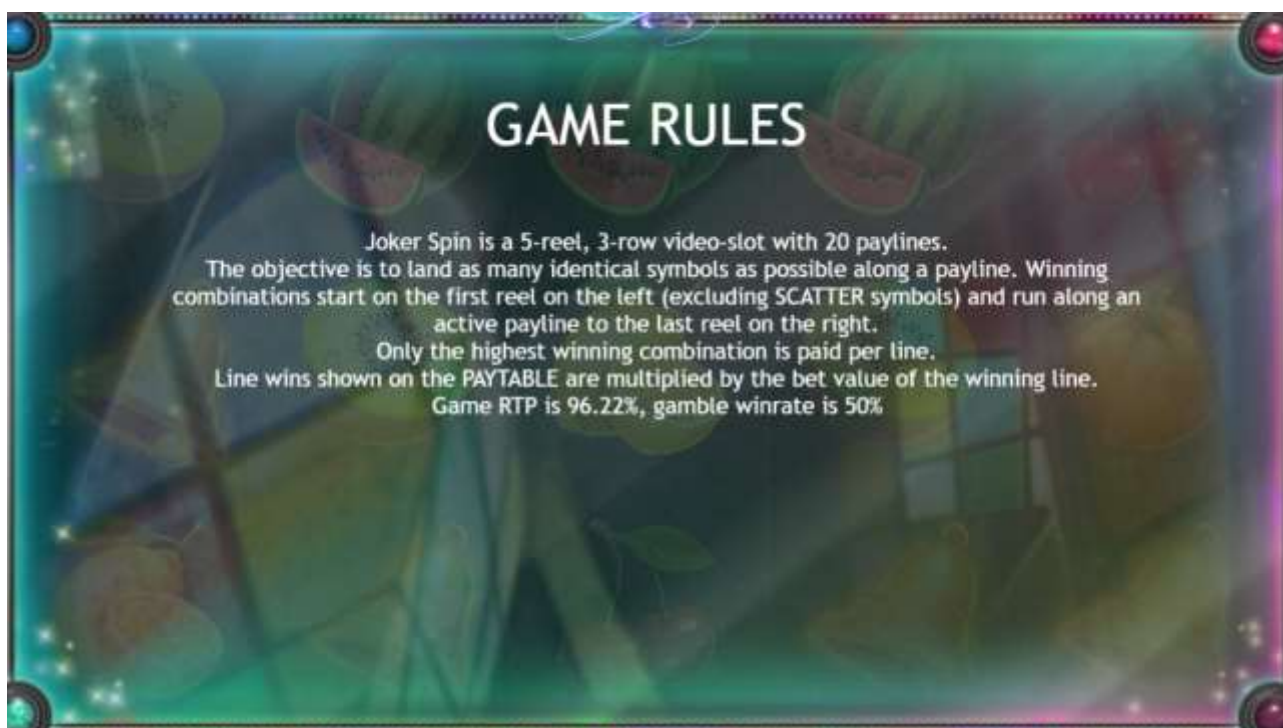 GAME RULES
Joker Spin is a 5-reel, 3-row video-slot with 20 paylines.
The objective is to land as many identical symbols as possible along a payline. Winning
combinations start on the first reel on the left (excluding SCATTER symbols) and run along an
active payline to the last reel on the right.
Only the highest winning combination is paid per line.
Line wins shown on the PAYTABLE are multiplied by the bet value of the winning line.
Game RTP is 96.22%, gamble winrate is 50%